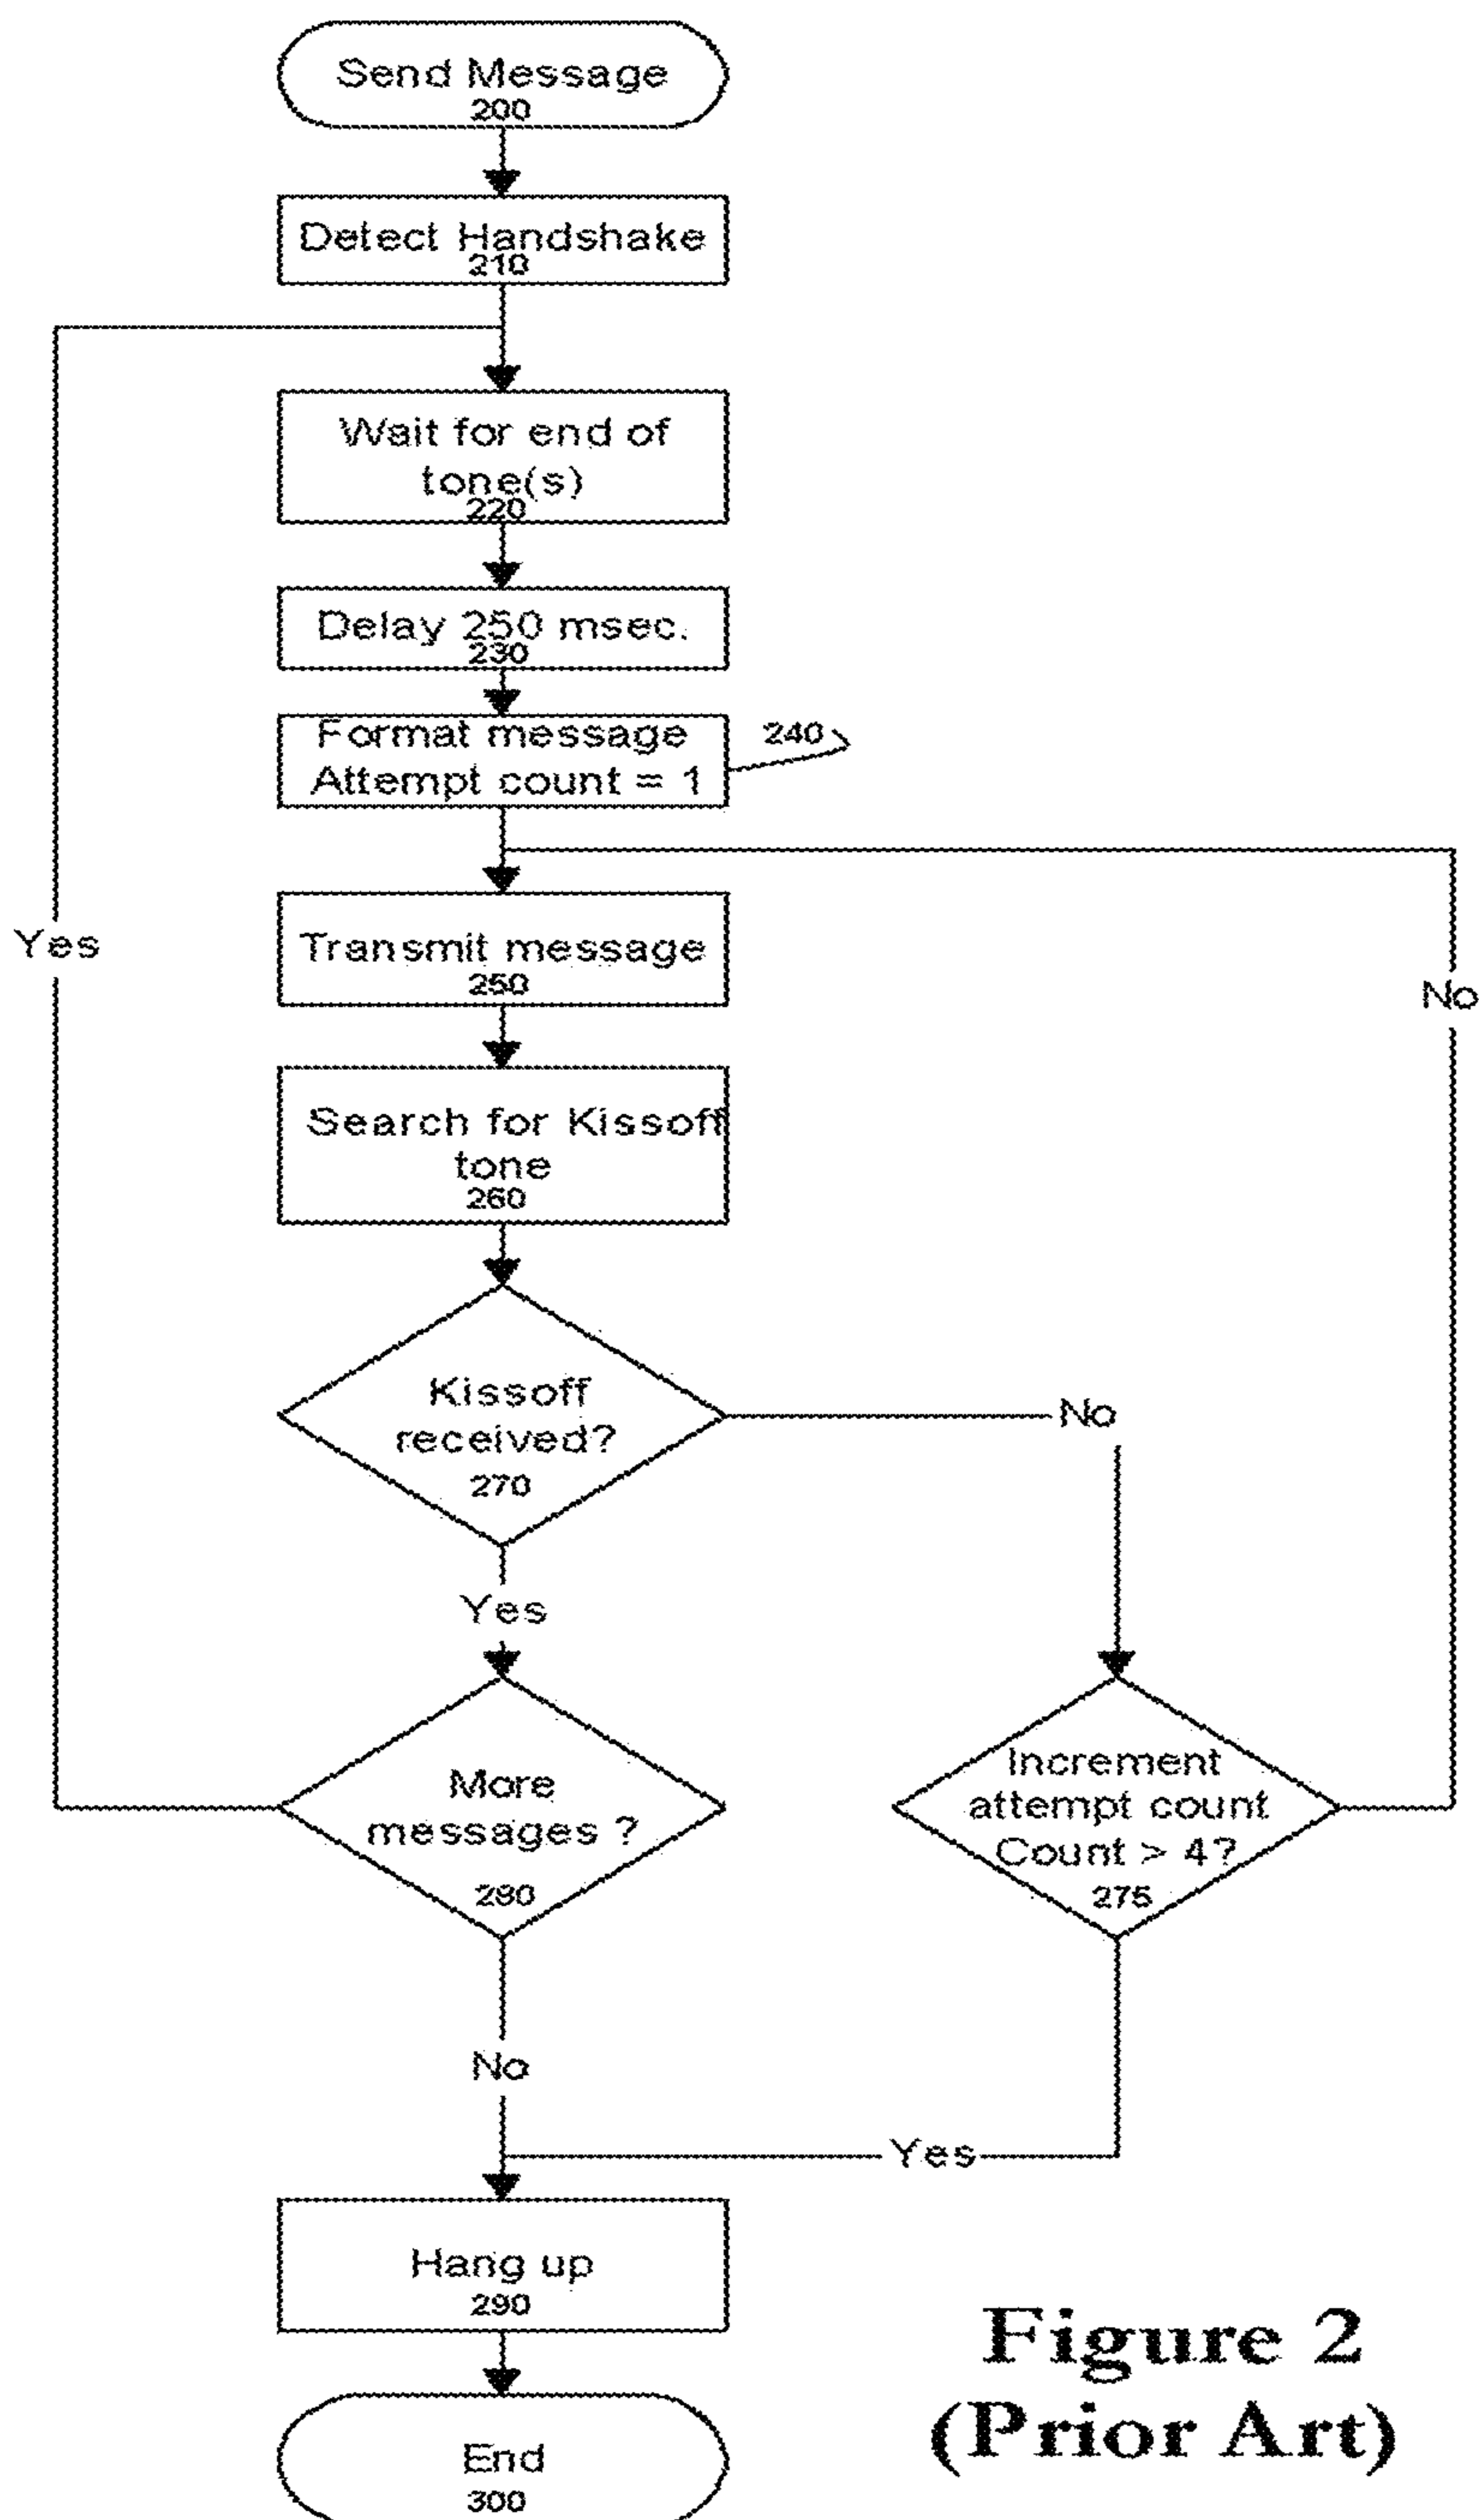 Send Message
200
Detect Handshake
210
Wait for end of
tone(s)
220
Delay 250 msec.
230
Format message
Attempt count = 1
240
Transmit message
250
Yes
No
Search for Kissoff
tone
260
Kissoff
received?
270
No
Yes
More
messages ?
280
Increment
attempt count
Count > 4?
275
No
Yes
Hang up
290
End
300
Figure 2
(Prior Art)